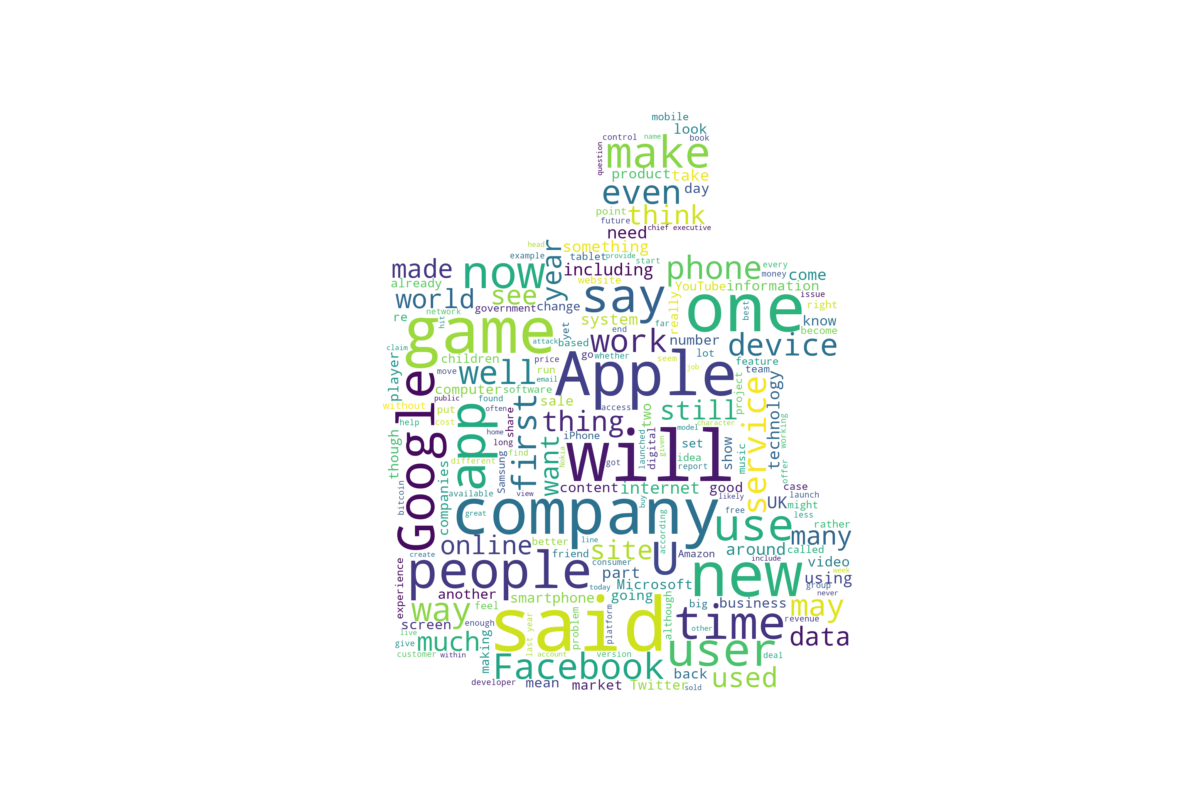 mobile
look
control name book
make
question
product take
even day
point think
future
chief executive
need
head something
example tablet provide start
made now year including phone every
already website money come
YouTube information
world see say one issue
government change really best right
re network hit system far know
game yet end become
attack work number device
claim based go whether lot
children price feature
player move well run Apple seem job team
computer software email project
without public found sale access service technology
put often share
cost app first thing still
help home two model character
Google long iPhone will set show working
though want digital launched given idea music
different find Nokia got report offer
Samsung
companies content internet good case
bitcoin available view likely UK launch
great company buy free might
use less
according rather
online better line site U around called many
create friend Amazon include video
people consumer part Microsoft week
experience today going group using
another smartphone new never
way feel big business may
screen enough said although
last year problem platform time revenue data
live much other
give making user deal
customer within account version
Facebook back used
developer mean market Twitter sold